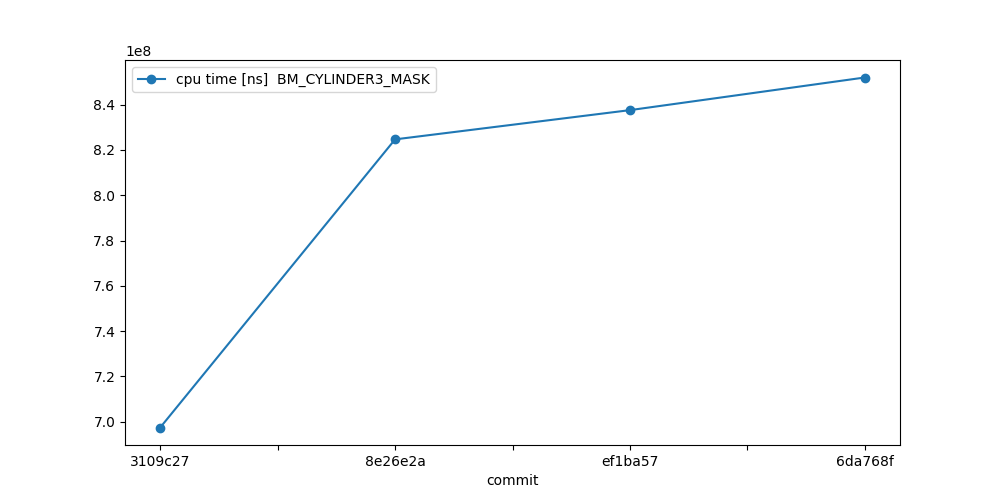 1e8
cpu time [ns]  BM_CYLINDER3_MASK
8.4
8.2
8.0
7.8
7.6
7.4
7.2
7.0
3109c27 8e26e2a ef1ba57 6da768f
commit